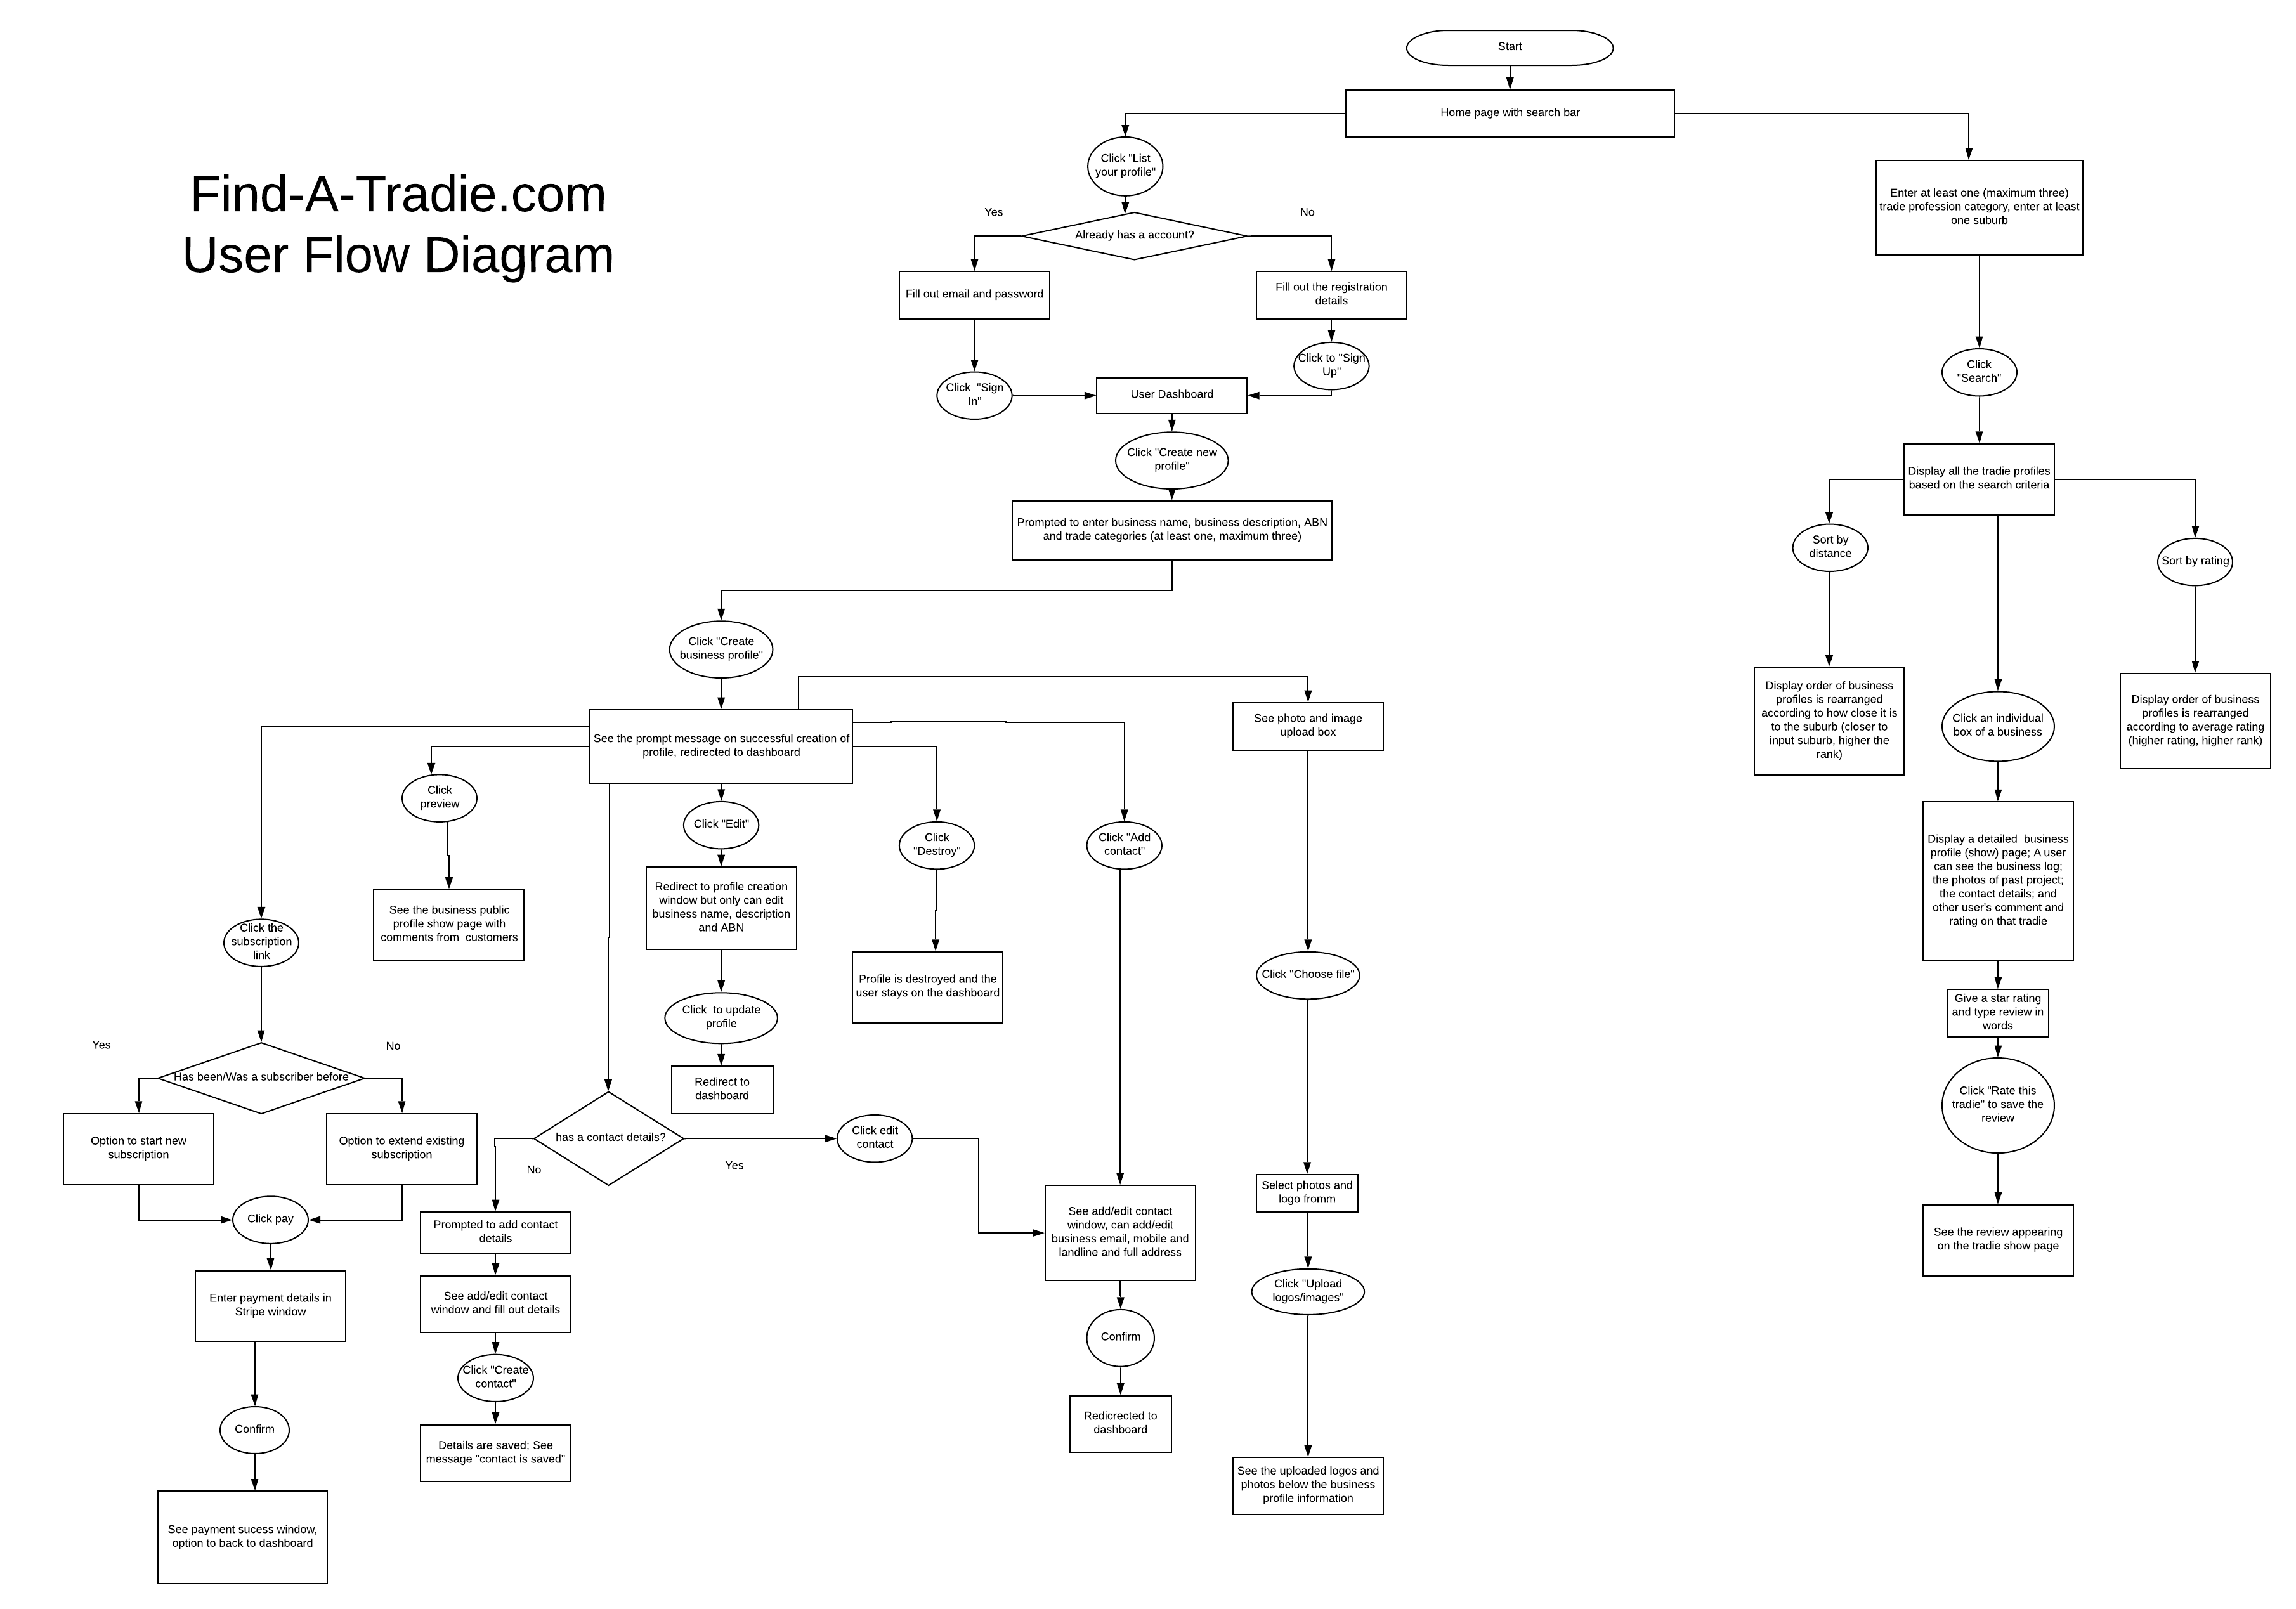 Start
Home page with search bar
Find-A-Tradie.com
User Flow Diagram
Click "List
your profile"
Yes
No
Already has a account?
Enter at least one (maximum three)
trade profession category, enter at least
one suburb
Fill out email and password
Fill out the registration
details
Click to "Sign
Up"
Click  "Sign
In"
User Dashboard
Click
"Search"
Click "Create new
profile"
Display all the tradie profiles
based on the search criteria
Prompted to enter business name, business description, ABN
and trade categories (at least one, maximum three)
Sort by
distance
Sort by rating
Click "Create
business profile"
Display order of business
profiles is rearranged
according to how close it is
to the suburb (closer to
input suburb, higher the
rank)
Click an individual
box of a business
Display order of business
profiles is rearranged
according to average rating
(higher rating, higher rank)
See the prompt message on successful creation of
profile, redirected to dashboard
See photo and image
upload box
Click
preview
Click "Edit"
Click
"Destroy"
Click "Add
contact"
Display a detailed  business
profile (show) page; A user
can see the business log;
the photos of past project;
the contact details; and
other user's comment and
rating on that tradie
See the business public
profile show page with
comments from  customers
Redirect to profile creation
window but only can edit
business name, description
and ABN
Click the
subscription
link
Profile is destroyed and the
user stays on the dashboard
Click "Choose file"
Click  to update
profile
Give a star rating
and type review in
words
Yes
No
Has been/Was a subscriber before
Redirect to
dashboard
Click "Rate this
tradie" to save the
review
Option to start new
subscription
Option to extend existing
subscription
has a contact details?
No
Yes
Click edit
contact
Select photos and
logo fromm
Click pay
Prompted to add contact
details
See add/edit contact
window, can add/edit
business email, mobile and
landline and full address
See the review appearing
on the tradie show page
Enter payment details in
Stripe window
See add/edit contact
window and fill out details
Click "Upload
logos/images"
Confirm
Click "Create
contact"
Confirm
Redicrected to
dashboard
Details are saved; See
message "contact is saved"
See the uploaded logos and
photos below the business
profile information
See payment sucess window,
option to back to dashboard